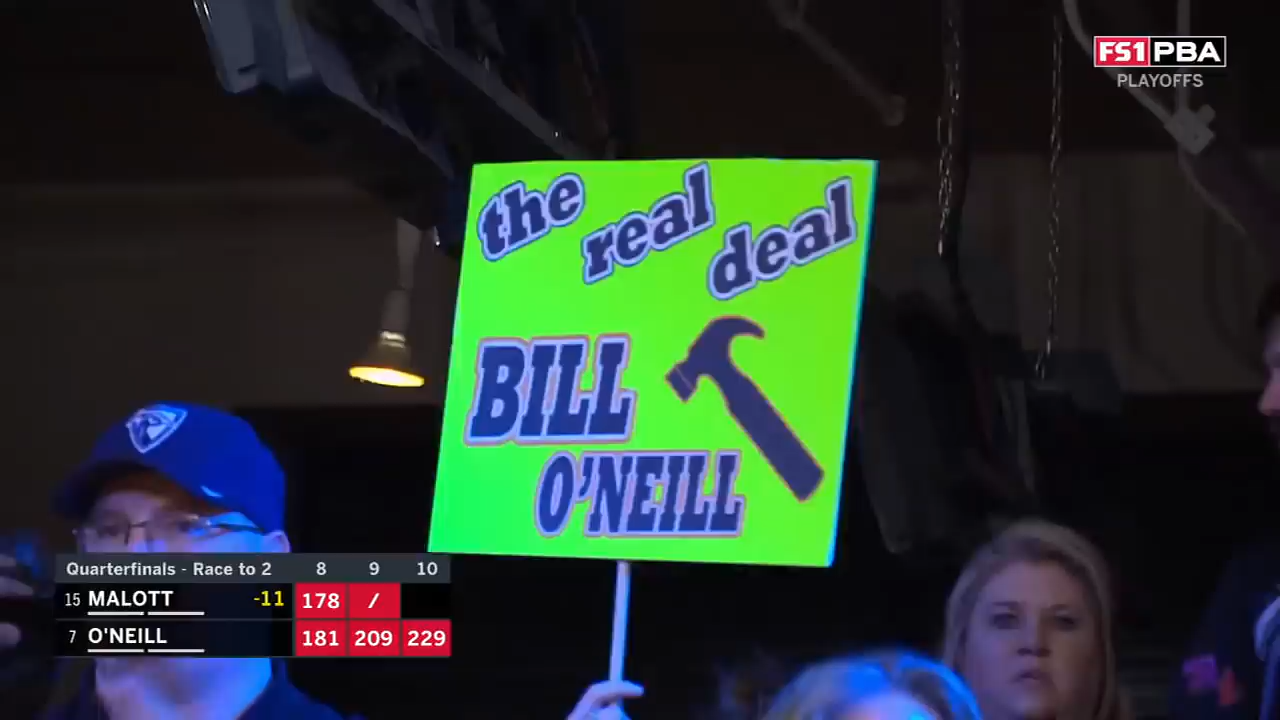 FS1 PBA
PLAYOFFS
the real deal
BILL
O'NEILL
Quarterfinals - Race to 2 8 9 10
15 MALOTT -11 178 /
7 O'NEILL 181 209 229